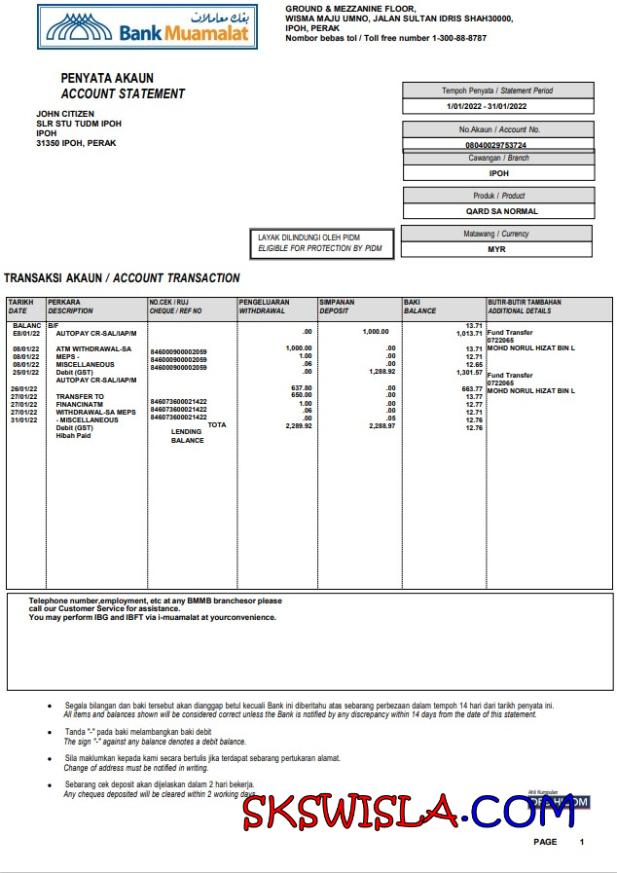 بنك معاملات
Bank Muamalat
GROUND & MEZZANINE FLOOR,
WISMA MAJU UMNO, JALAN SULTAN IDRIS SHAH30000,
IPOH, PERAK
Nombor bebas tol / Toll free number 1-300-88-8787
PENYATA AKAUN
ACCOUNT STATEMENT
JOHN CITIZEN
SLR STU TUDM IPOH
IPOH
31350 IPOH, PERAK
Tempoh Penyata / Statement Period
1/01/2022 - 31/01/2022
No.Akaun / Account No.
08040029753724
Cawangan / Branch
IPOH
Produk / Product
QARD SA NORMAL
Matawang / Currency
MYR
LAYAK DILINDUNGI OLEH PIDM
ELIGIBLE FOR PROTECTION BY PIDM
TRANSAKSI AKAUN / ACCOUNT TRANSACTION
TARIKH PERKARA NO.CEK / RUJ PENGELUARAN SIMPANAN BAKI BUTIR-BUTIR TAMBAHAN
DATE DESCRIPTION CHEQUE / REF NO WITHDRAWAL DEPOSIT BALANCE ADDITIONAL DETAILS
BALANC B/F 13.71
E8/01/22 AUTOPAY CR-SAL/IAP/M .00 1,000.00 1,013.71 Fund Transfer
0722065
08/01/22 ATM WITHDRAWAL-SA 846000900002059 1,000.00 .00 13.71 MOHD NORUL HIZAT BIN L
08/01/22 MEPS - 846000900002059 1.00 .00 12.71
08/01/22 MISCELLANEOUS 846000900002059 .06 .00 12.65
25/01/22 Debit (GST) .00 1,288.92 1,301.57 Fund Transfer
AUTOPAY CR-SAL/IAP/M 0722065
26/01/22 637.80 .00 663.77 MOHD NORUL HIZAT BIN L
27/01/22 TRANSFER TO 650.00 .00 13.77
27/01/22 FINANCINATM 846073600021422 1.00 .00 12.77
27/01/22 WITHDRAWAL-SA MEPS 846073600021422 .06 .00 12.71
31/01/22 - MISCELLANEOUS 846073600021422 .00 .05 12.76
Debit (GST) TOTA 2,289.92 2,288.97 12.76
Hibah Paid LENDING
BALANCE
Telephone number,employment, etc at any BMMB branchesor please
call our Customer Service for assistance.
You may perform IBG and IBFT via i-muamalat at yourconvenience.
• Segala bilangan dan baki tersebut akan dianggap betul kecuali Bank ini diberitahu atas sebarang perbezaan dalam tempoh 14 hari dari tarikh penyata ini.
All items and balances shown will be considered correct unless the Bank is notified by any discrepancy within 14 days from the date of this statement.
• Tanda "-" pada baki melambangkan baki debit
The sign "-" against any balance denotes a debit balance.
• Sila maklumkan kepada kami secara bertulis jika terdapat sebarang pertukaran alamat.
Change of address must be notified in writing.
• Sebarang cek deposit akan dijelaskan dalam 2 hari bekerja.
Any cheques deposited will be cleared within 2 working days.
SKSWISLA.COM
Ahli Kumpulan
PAGE 1